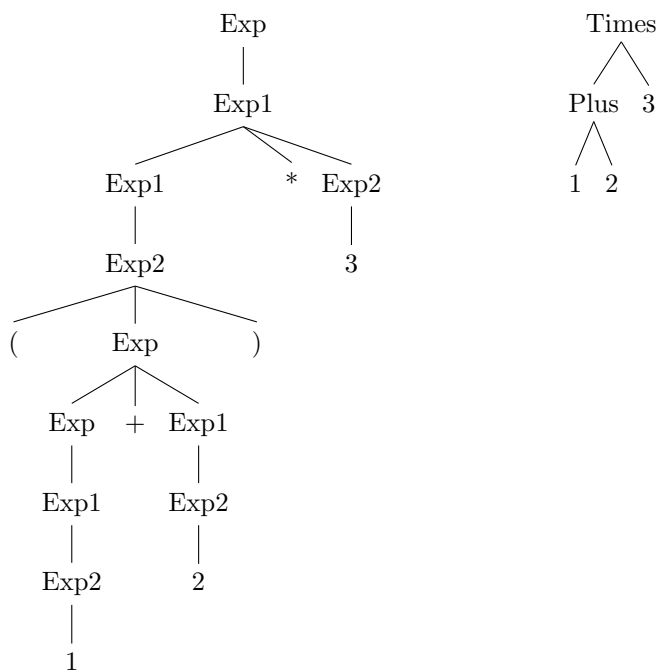 Exp Times
Exp1 Plus 3
Exp1 * Exp2 1 2
Exp2 3
( Exp )
Exp + Exp1
Exp1 Exp2
Exp2 2
1